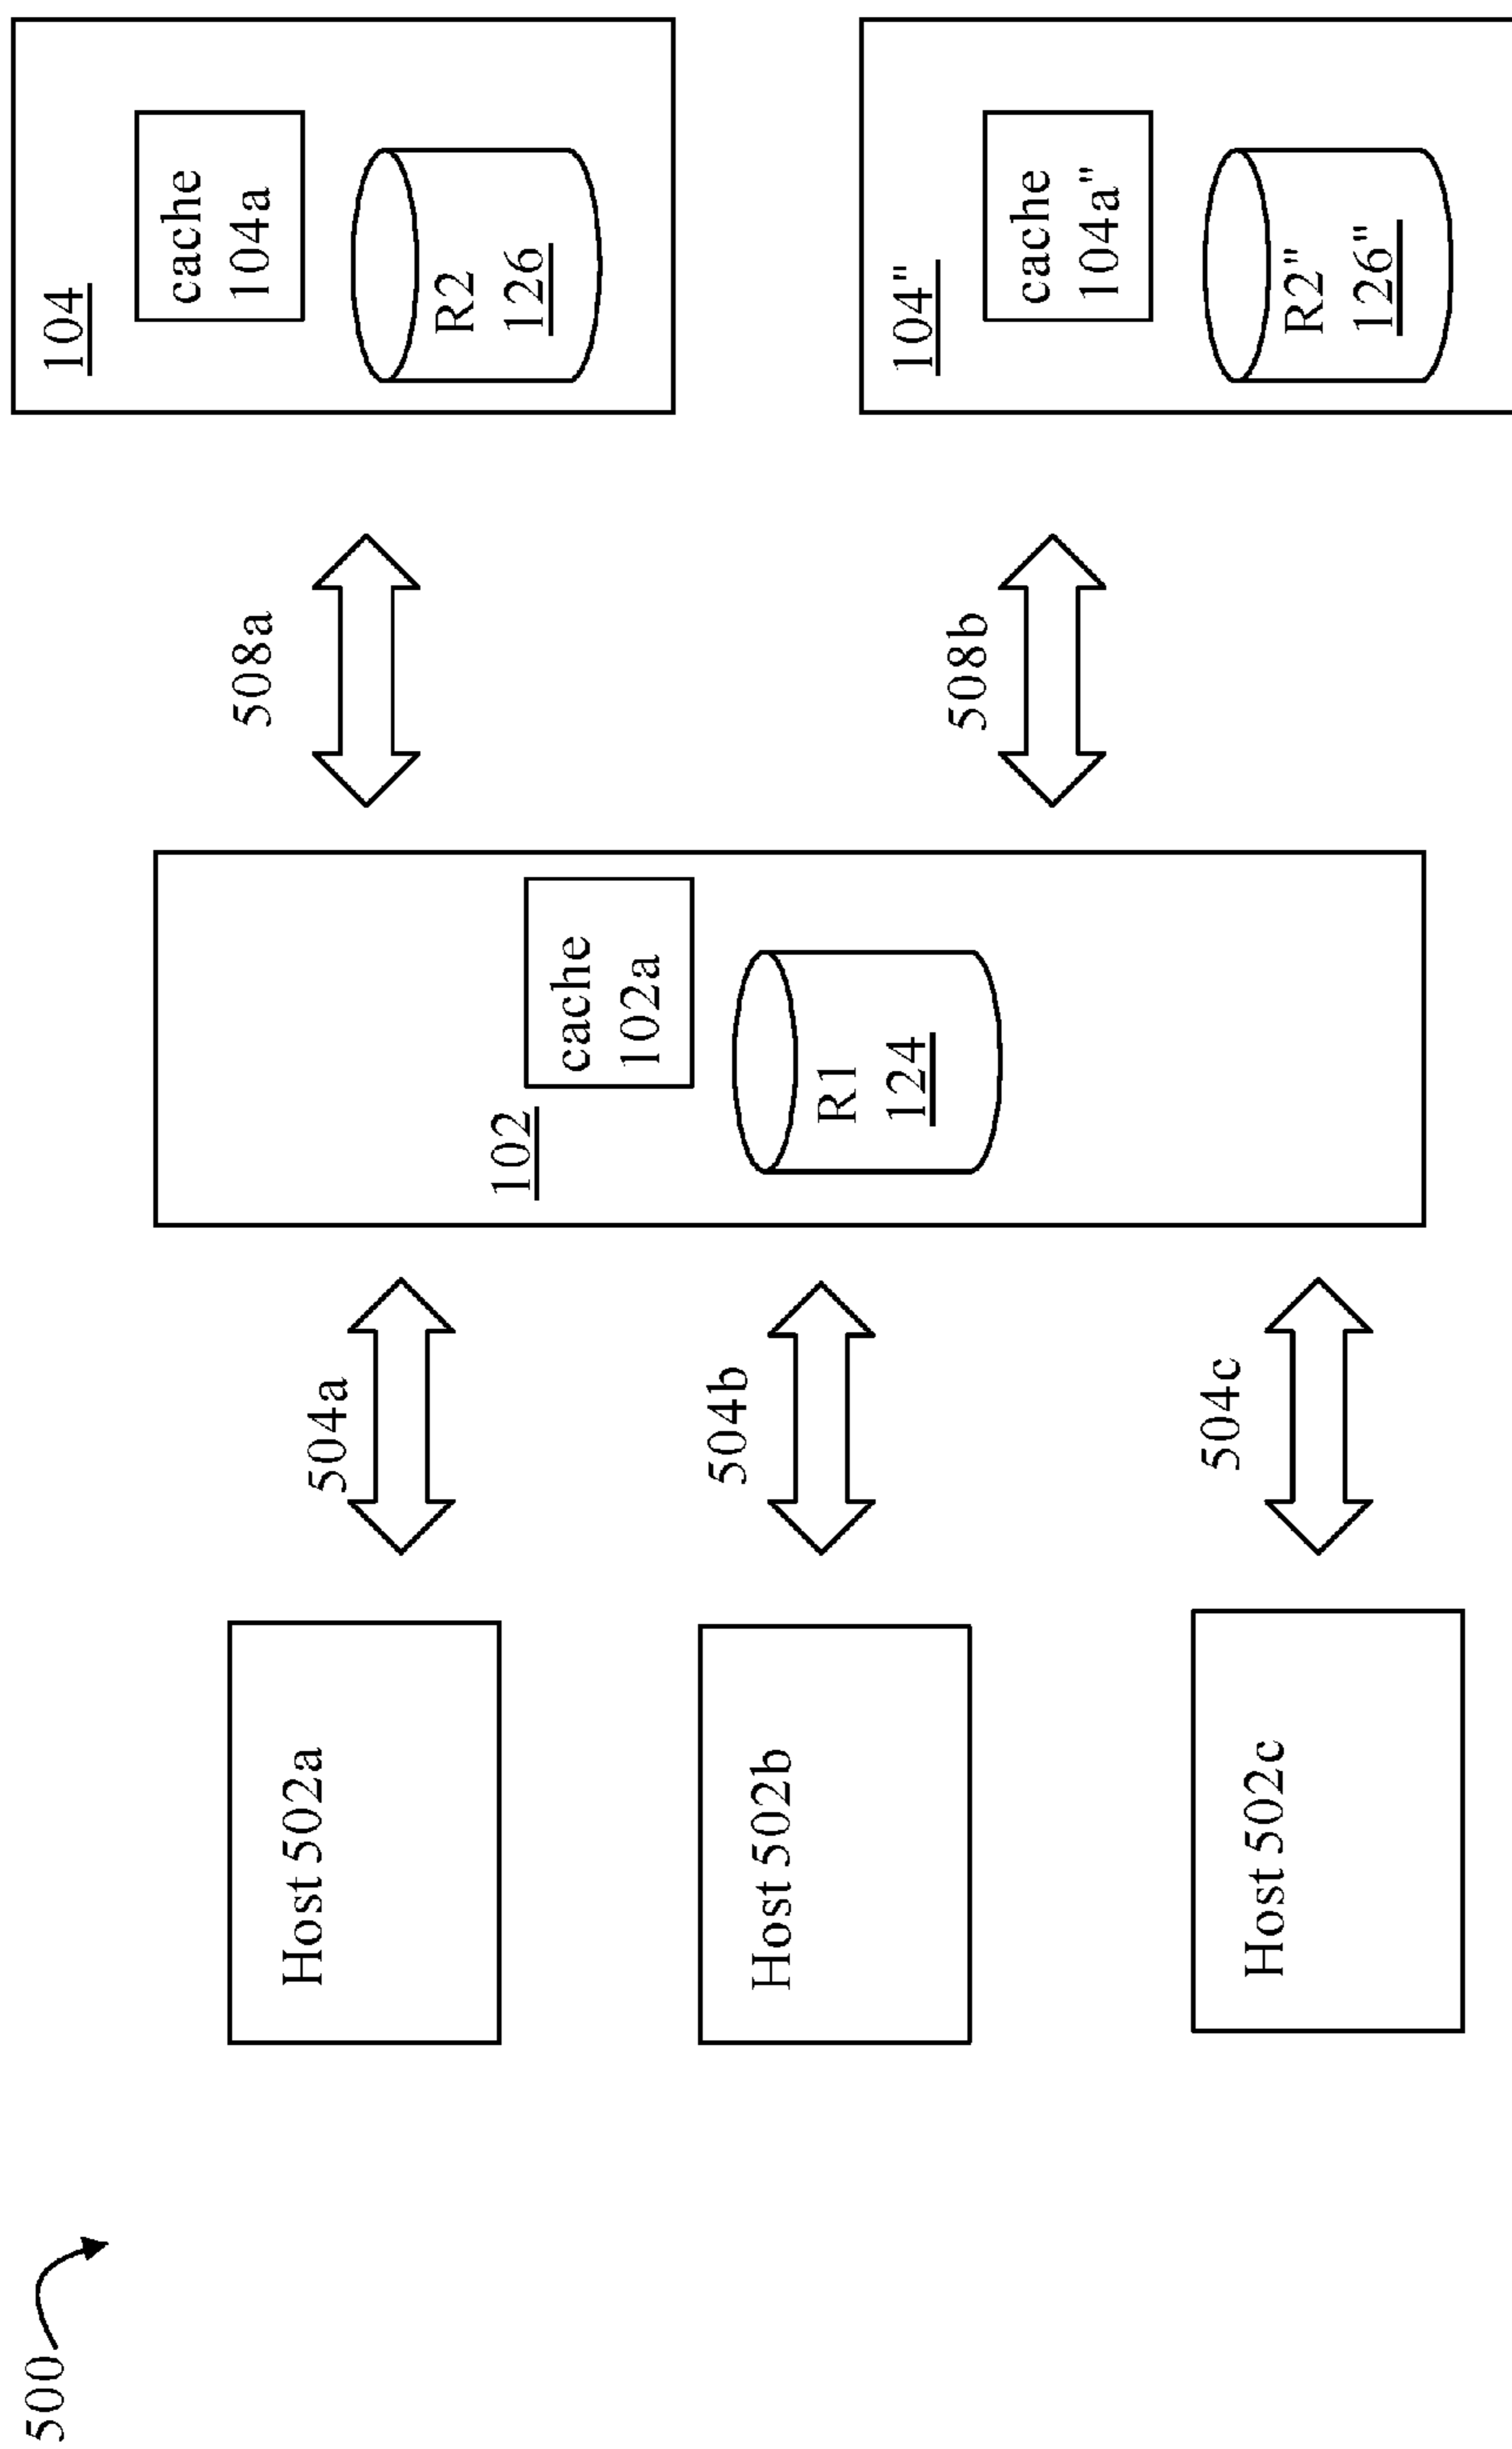 500
Host 502a
Host 502b
Host 502c
504a
504b
504c
102
cache
102a
R1
124
508a
508b
104
cache
104a
R2
126
104"
cache
104a"
R2"
126"